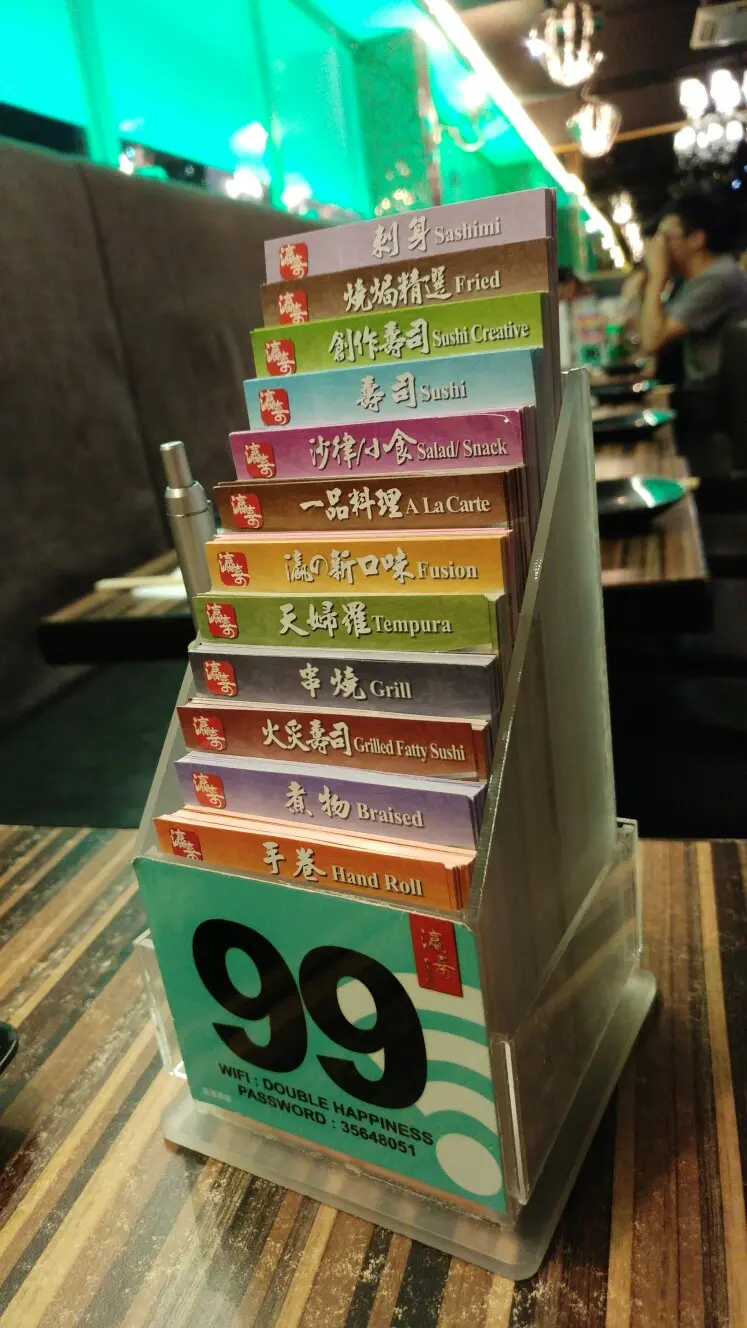 刺身 Sashimi
燒焗精選 Fried
創作壽司 Sushi Creative
壽司 Sushi
沙律/小食 Salad/ Snack
一品料理 A La Carte
瀛の新口味 Fusion
天婦羅 Tempura
串燒 Grill
火炙壽司 Grilled Fatty Sushi
煮物 Braised
手卷 Hand Roll
99
WIFI : DOUBLE HAPPINESS
PASSWORD : 35648051